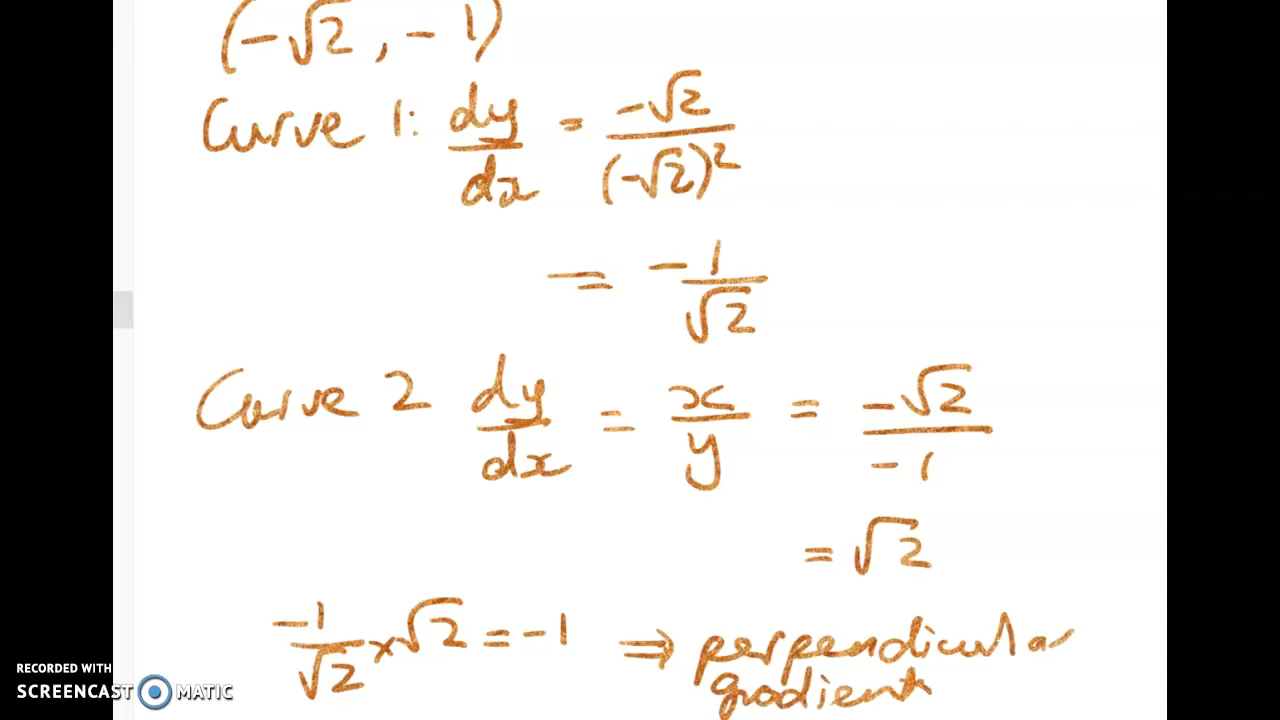 (-√2, -1)
Curve 1: dy/dx = -√2/(-√2)²
= -1/√2
Curve 2 dy/dx = x/y = -√2/-1
= √2
-1/√2 × √2 = -1 ⇒ perpendicular
gradient
RECORDED WITH
SCREENCAST MATIC